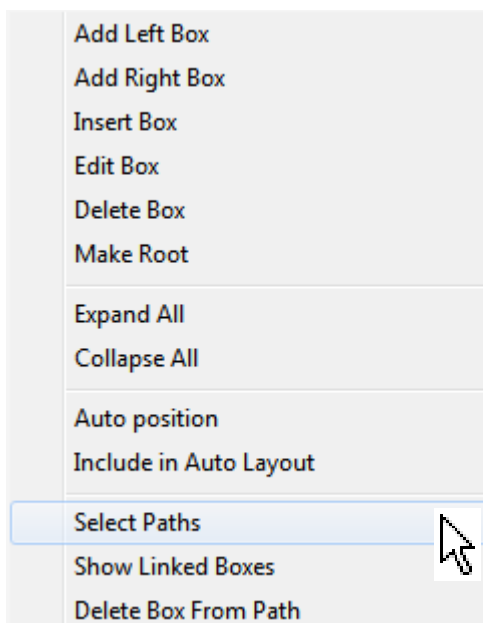 Add Left Box
Add Right Box
Insert Box
Edit Box
Delete Box
Make Root
Expand All
Collapse All
Auto position
Include in Auto Layout
Select Paths
Show Linked Boxes
Delete Box From Path